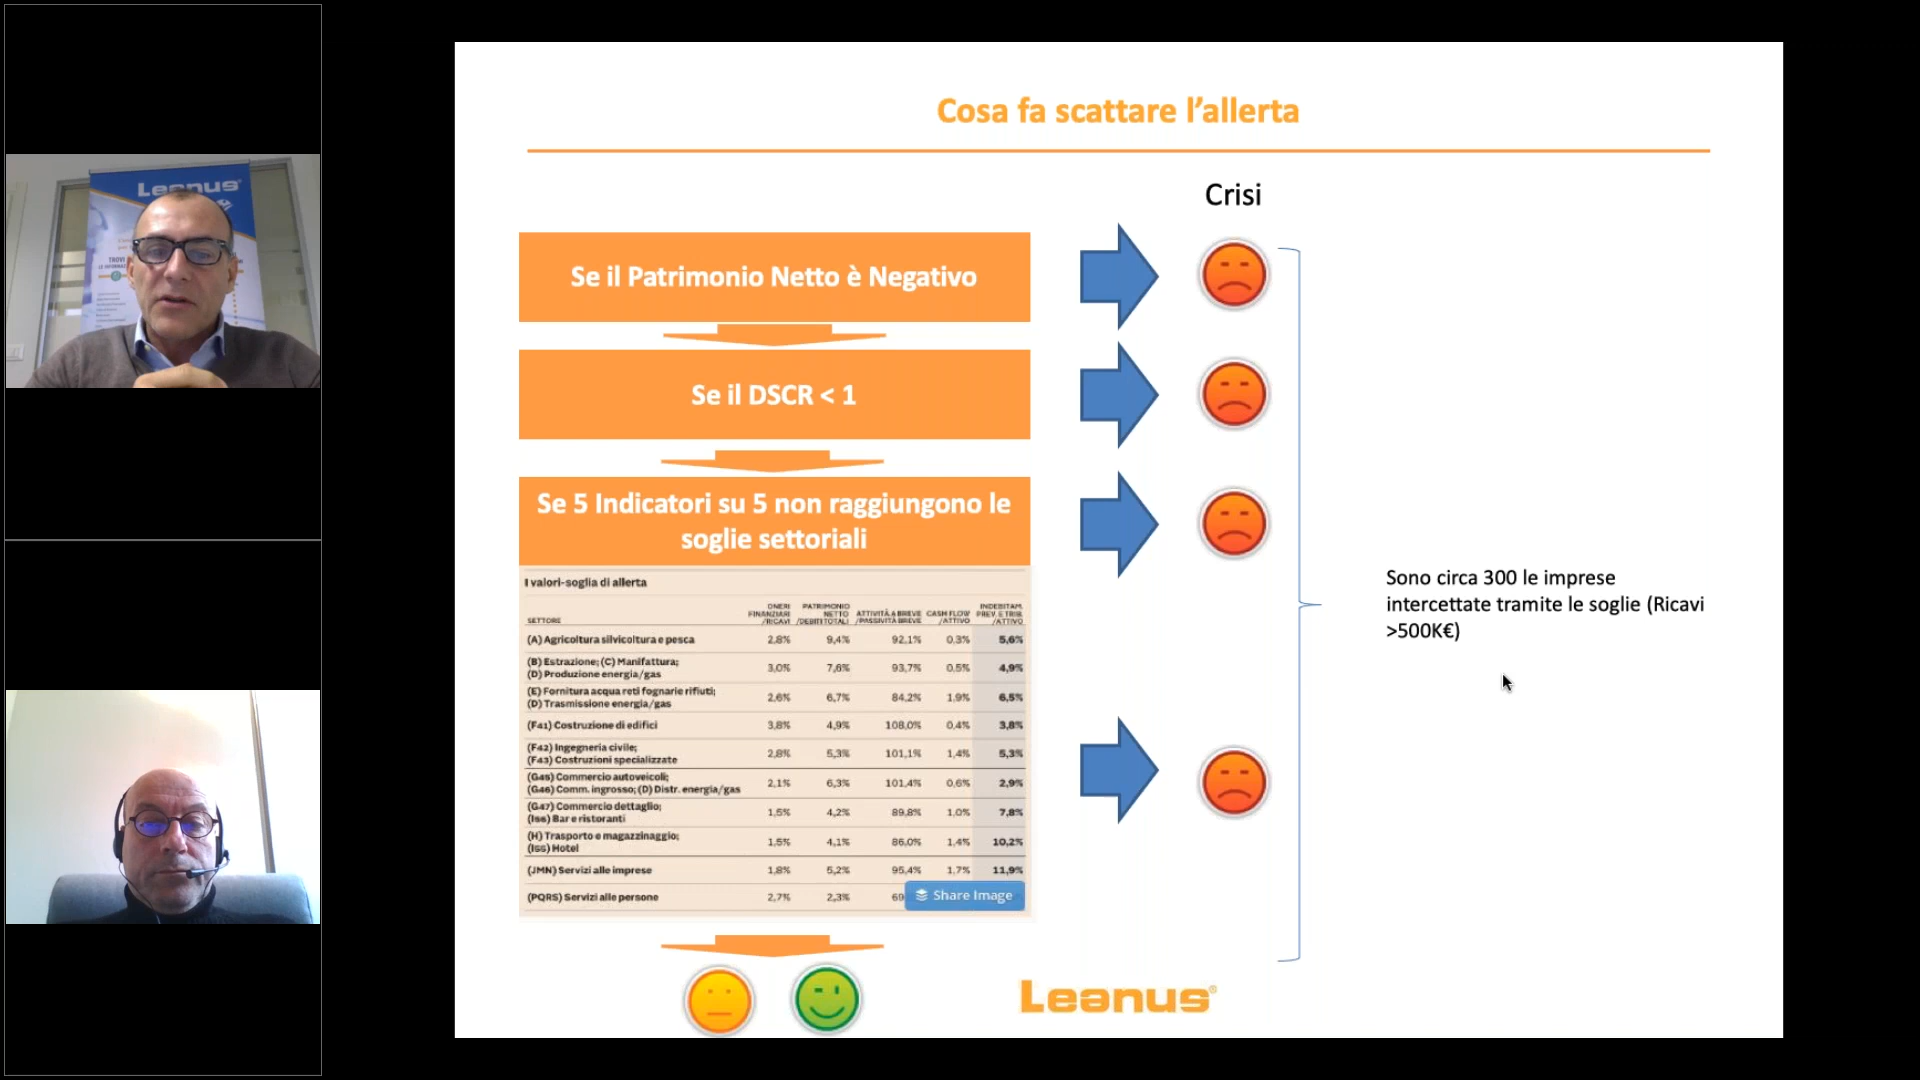 Leanus®
TROVI
Cosa fa scattare l’allerta
Crisi
Se il Patrimonio Netto è Negativo
Se il DSCR < 1
Se 5 Indicatori su 5 non raggiungono le
soglie settoriali
I valori-soglia di allerta
SETTORE ONERI FINANZIARI /RICAVI PATRIMONIO NETTO /DEBITI TOTALI ATTIVITÀ A BREVE /PASSIVITÀ BREVE CASH FLOW /ATTIVO INDEBITAM. PREV. E TRIB. /ATTIVO
(A) Agricoltura silvicoltura e pesca 2,8% 9,4% 92,1% 0,3% 5,6%
(B) Estrazione; (C) Manifattura;
(D) Produzione energia/gas 3,0% 7,6% 93,7% 0,5% 4,9%
(E) Fornitura acqua reti fognarie rifiuti;
(D) Trasmissione energia/gas 2,6% 6,7% 84,2% 1,9% 6,5%
(F41) Costruzione di edifici 3,8% 4,9% 108,0% 0,4% 3,8%
(F42) Ingegneria civile;
(F43) Costruzioni specializzate 2,8% 5,3% 101,1% 1,4% 5,3%
(G45) Commercio autoveicoli;
(G46) Comm. ingrosso; (D) Distr. energia/gas 2,1% 6,3% 101,4% 0,6% 2,9%
(G47) Commercio dettaglio;
(I56) Bar e ristoranti 1,5% 4,2% 89,8% 1,0% 7,8%
(H) Trasporto e magazzinaggio;
(I55) Hotel 1,5% 4,1% 86,0% 1,4% 10,2%
(JMN) Servizi alle imprese 1,8% 5,2% 95,4% 1,7% 11,9%
(PQRS) Servizi alle persone 2,7% 2,3% 69
Share Image
Sono circa 300 le imprese
intercettate tramite le soglie (Ricavi
>500K€)
Leanus®